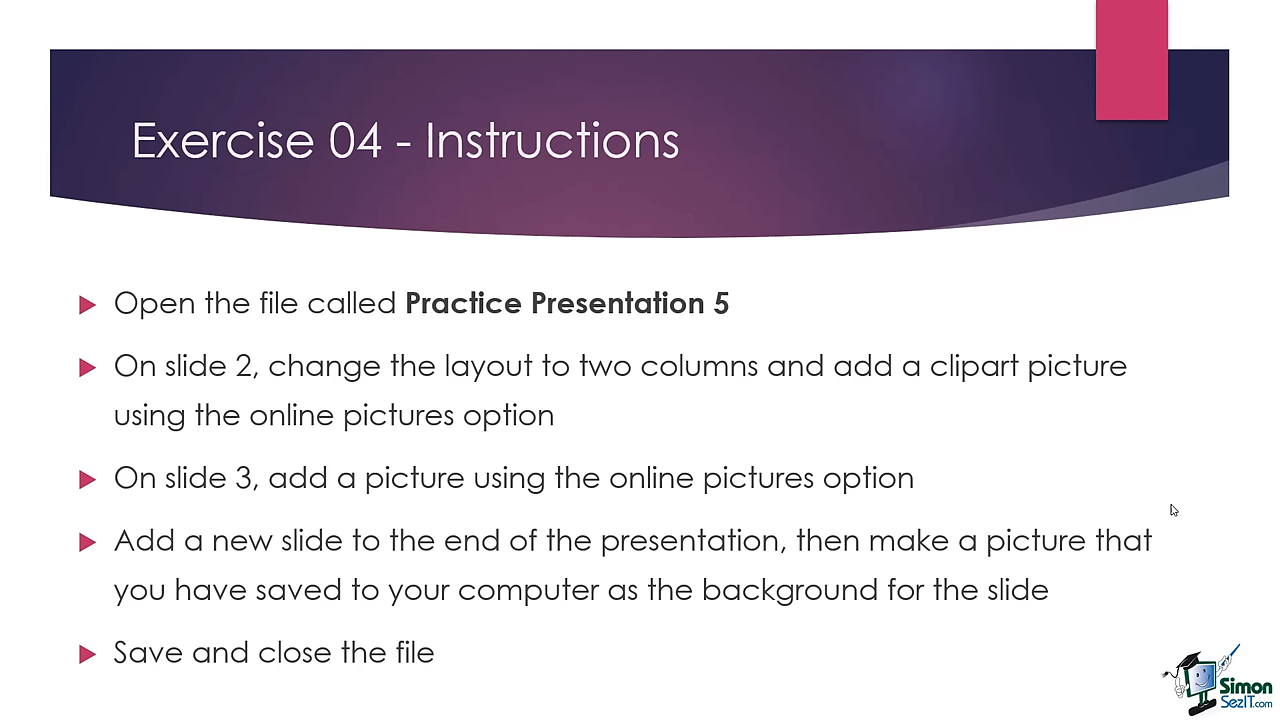 Exercise 04 - Instructions
Open the file called Practice Presentation 5
On slide 2, change the layout to two columns and add a clipart picture
using the online pictures option
On slide 3, add a picture using the online pictures option
Add a new slide to the end of the presentation, then make a picture that
you have saved to your computer as the background for the slide
Save and close the file
Simon
SezIT.com